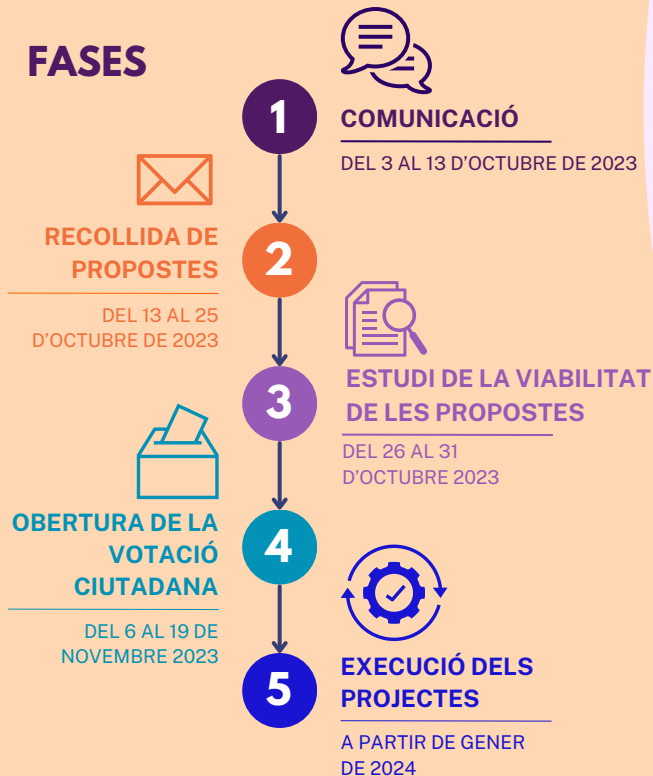 FASES
1
COMUNICACIÓ
DEL 3 AL 13 D'OCTUBRE DE 2023
2
RECOLLIDA DE
PROPOSTES
DEL 13 AL 25
D'OCTUBRE DE 2023
3
ESTUDI DE LA VIABILITAT
DE LES PROPOSTES
DEL 26 AL 31
D'OCTUBRE 2023
4
OBERTURA DE LA
VOTACIÓ
CIUTADANA
DEL 6 AL 19 DE
NOVEMBRE 2023
5
EXECUCIÓ DELS
PROJECTES
A PARTIR DE GENER
DE 2024